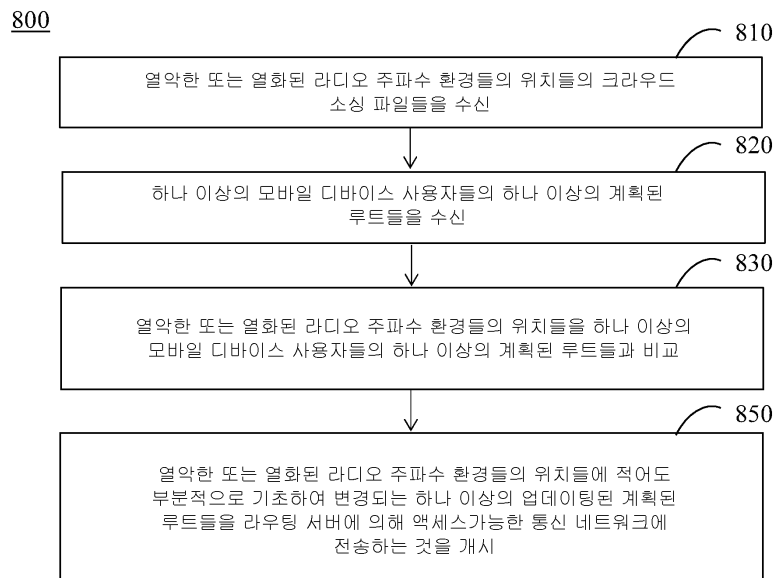 800
810
열악한 또는 열화된 라디오 주파수 환경들의 위치들의 크라우드
소싱 파일들을 수신
820
하나 이상의 모바일 디바이스 사용자들의 하나 이상의 계획된
루트들을 수신
830
열악한 또는 열화된 라디오 주파수 환경들의 위치들을 하나 이상의
모바일 디바이스 사용자들의 하나 이상의 계획된 루트들과 비교
850
열악한 또는 열화된 라디오 주파수 환경들의 위치들에 적어도
부분적으로 기초하여 변경되는 하나 이상의 업데이팅된 계획된
루트들을 라우팅 서버에 의해 액세스가능한 통신 네트워크에
전송하는 것을 개시